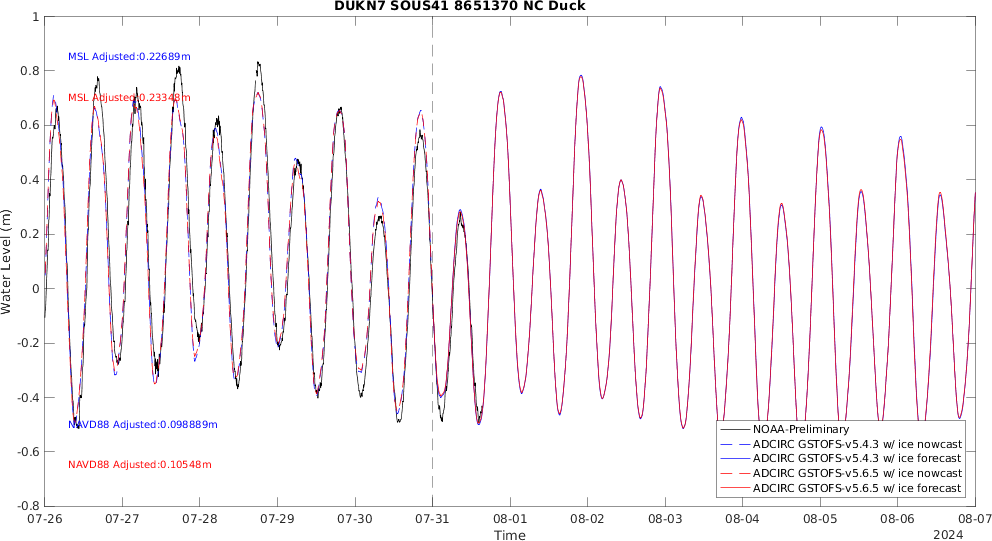 DUKN7 SOUS41 8651370 NC Duck
1
0.8
0.6
0.4
0.2
0
-0.2
-0.4
-0.6
-0.8
Water Level (m)
MSL Adjusted:0.22689m
MSL Adjusted:0.23348m
NAVD88 Adjusted:0.098889m
NAVD88 Adjusted:0.10548m
NOAA-Preliminary
ADCIRC GSTOFS-v5.4.3 w/ ice nowcast
ADCIRC GSTOFS-v5.4.3 w/ ice forecast
ADCIRC GSTOFS-v5.6.5 w/ ice nowcast
ADCIRC GSTOFS-v5.6.5 w/ ice forecast
07-26 07-27 07-28 07-29 07-30 07-31 08-01 08-02 08-03 08-04 08-05 08-06 08-07
Time
2024